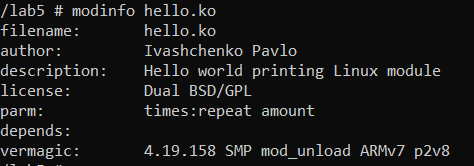 /lab5 # modinfo hello.ko
filename:       hello.ko
author:         Ivashchenko Pavlo
description:    Hello world printing Linux module
license:        Dual BSD/GPL
parm:           times:repeat amount
depends:
vermagic:       4.19.158 SMP mod_unload ARMv7 p2v8